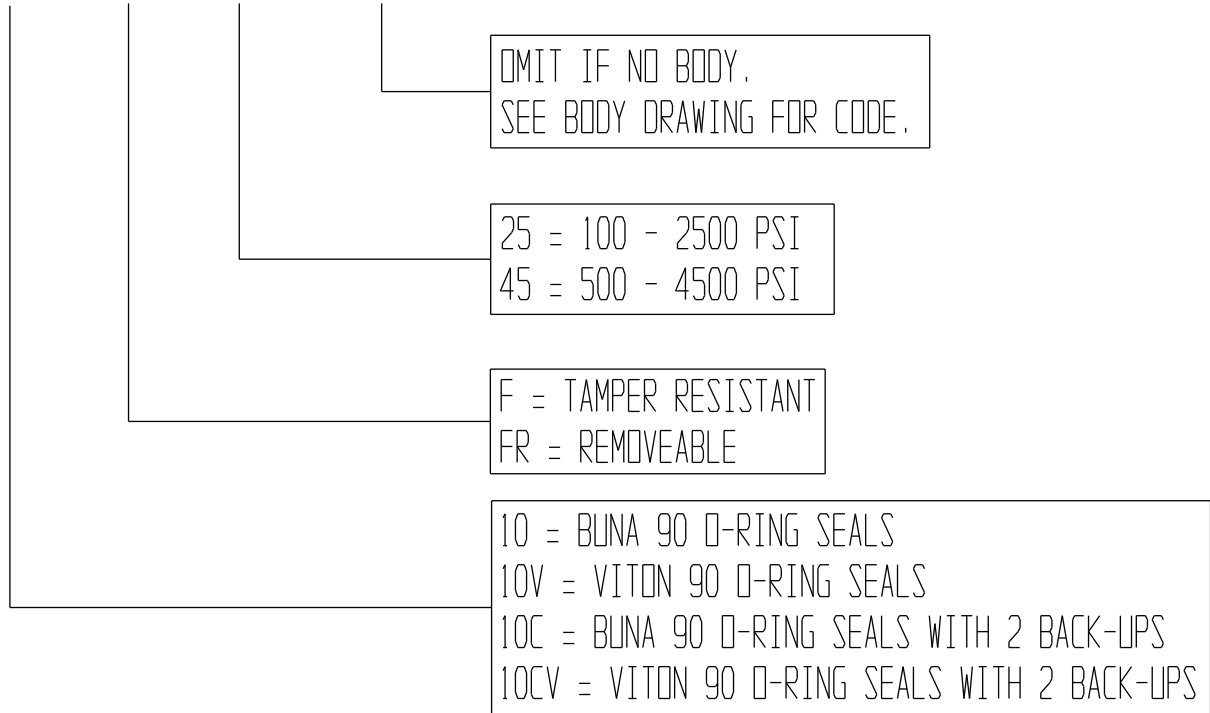 OMIT IF NO BODY.
SEE BODY DRAWING FOR CODE.
25 = 100 - 2500 PSI
45 = 500 - 4500 PSI
F = TAMPER RESISTANT
FR = REMOVEABLE
10 = BUNA 90 O-RING SEALS
10V = VITON 90 O-RING SEALS
10C = BUNA 90 O-RING SEALS WITH 2 BACK-UPS
10CV = VITON 90 O-RING SEALS WITH 2 BACK-UPS